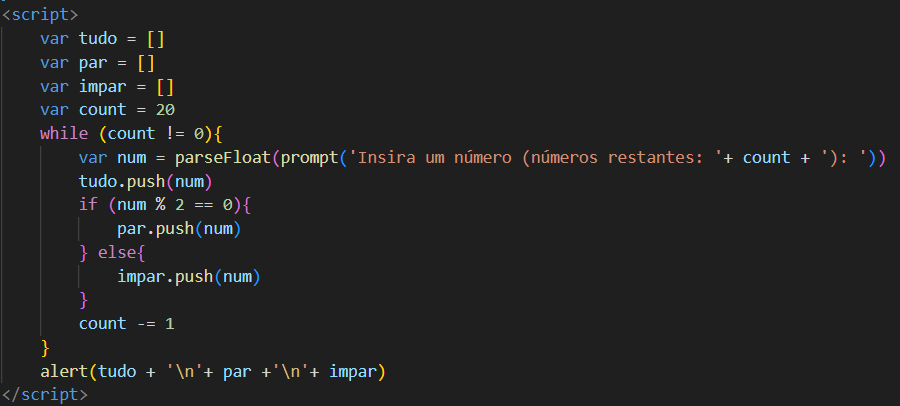 <script>
    var tudo = []
    var par = []
    var impar = []
    var count = 20
    while (count != 0){
        var num = parseFloat(prompt('Insira um número (números restantes: '+ count + '): '))
        tudo.push(num)
        if (num % 2 == 0){
            par.push(num)
        } else{
            impar.push(num)
        }
        count -= 1
    }
    alert(tudo + '\n'+ par +'\n'+ impar)
</script>